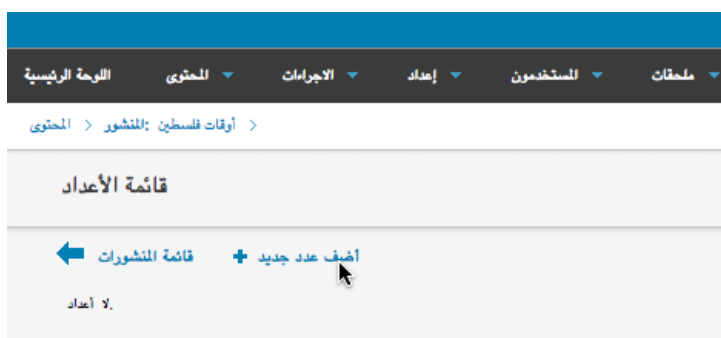 اللوحة الرئيسية المحتوى الاجراءات إعداد المستخدمون ملحقات
المحتوى > المنشور: أوقات فلسطين >
قائمة الأعداد
قائمة المنشورات أضف عدد جديد
لا أعداد.